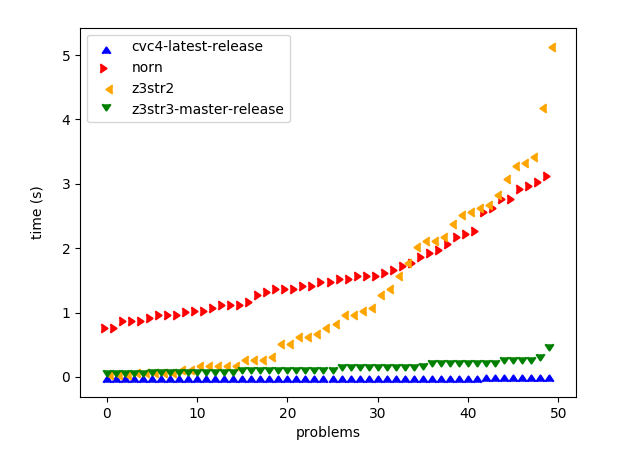 cvc4-latest-release
norn
z3str2
z3str3-master-release
5
4
3
2
1
0
time (s)
0 10 20 30 40 50
problems